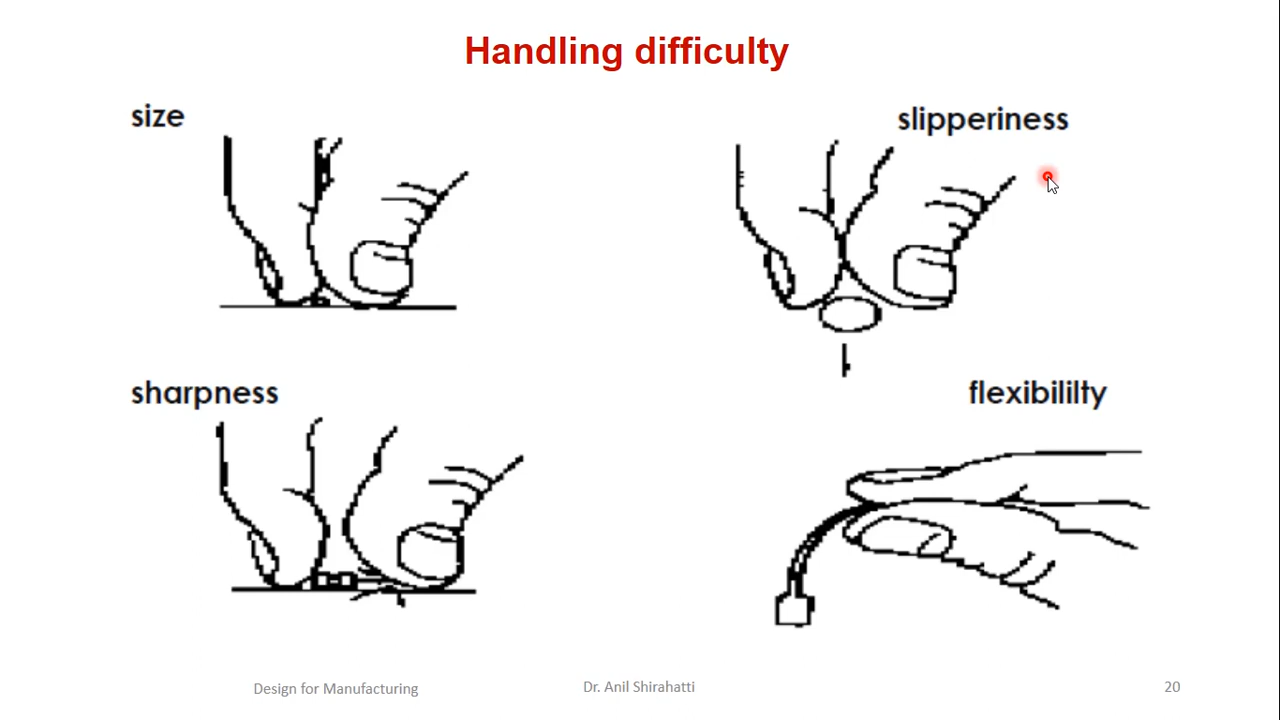 Handling difficulty
size
slipperiness
sharpness
flexibililty
Design for Manufacturing
Dr. Anil Shirahatti
20